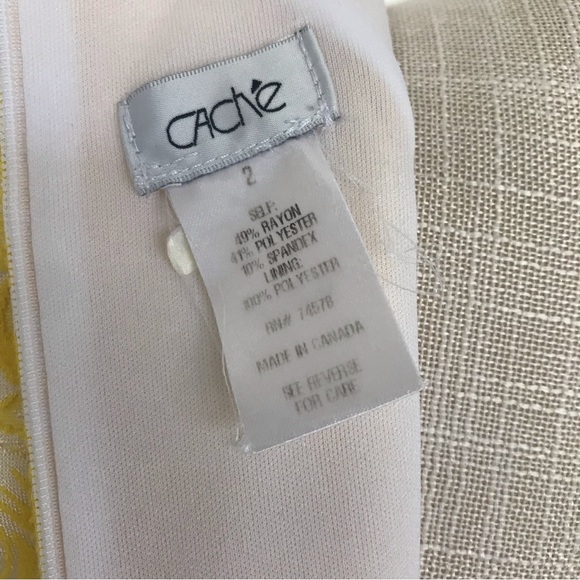 CAChé
2
SELF:
49% RAYON
41% POLYESTER
10% SPANDEX
LINING:
100% POLYESTER
RN# 74578
MADE IN CANADA
SEE REVERSE
FOR CARE